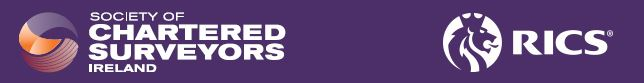 SOCIETY OF
CHARTERED
SURVEYORS
IRELAND
RICS®